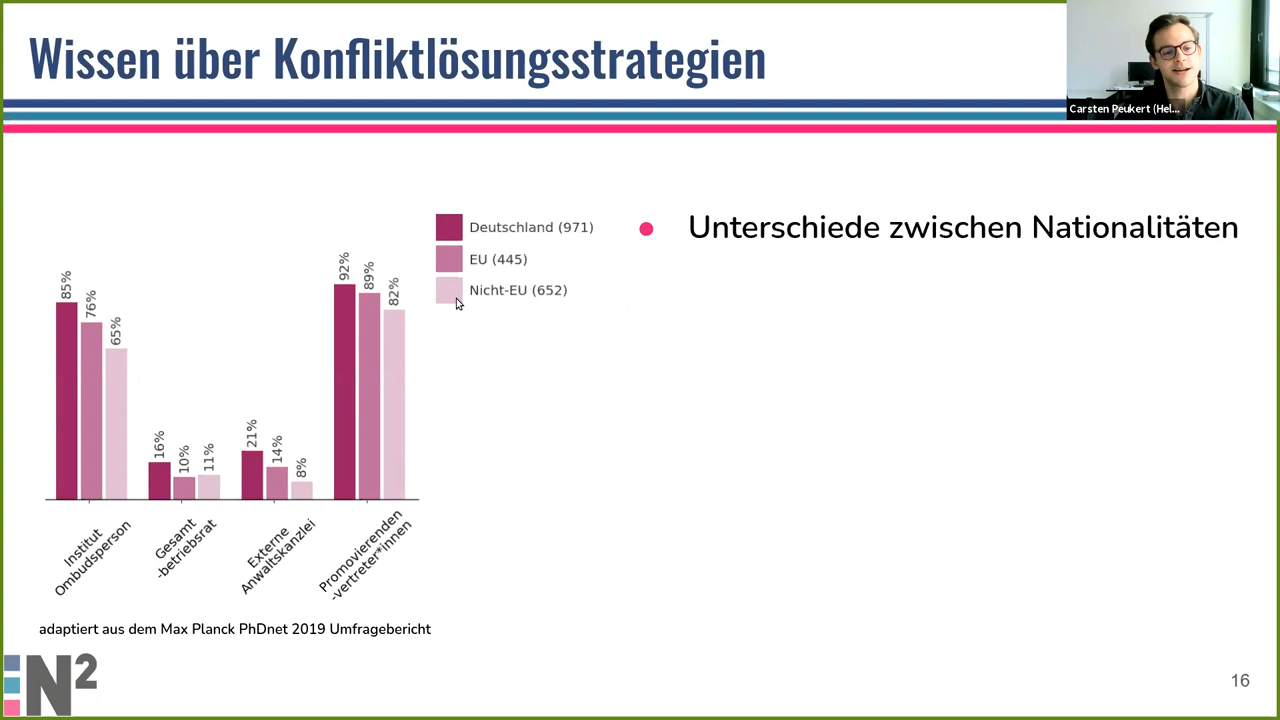 Wissen über Konfliktlösungsstrategien
Carsten Peukert (Hel...
Deutschland (971)
EU (445)
Nicht-EU (652)
Unterschiede zwischen Nationalitäten
85%
76%
65%
16%
10%
11%
21%
14%
8%
92%
89%
82%
Institut
Ombudsperson
Gesamt
-betriebsrat
Externe
Anwaltskanzlei
Promovierenden
-vertreter*innen
adaptiert aus dem Max Planck PhDnet 2019 Umfragebericht
N²
16